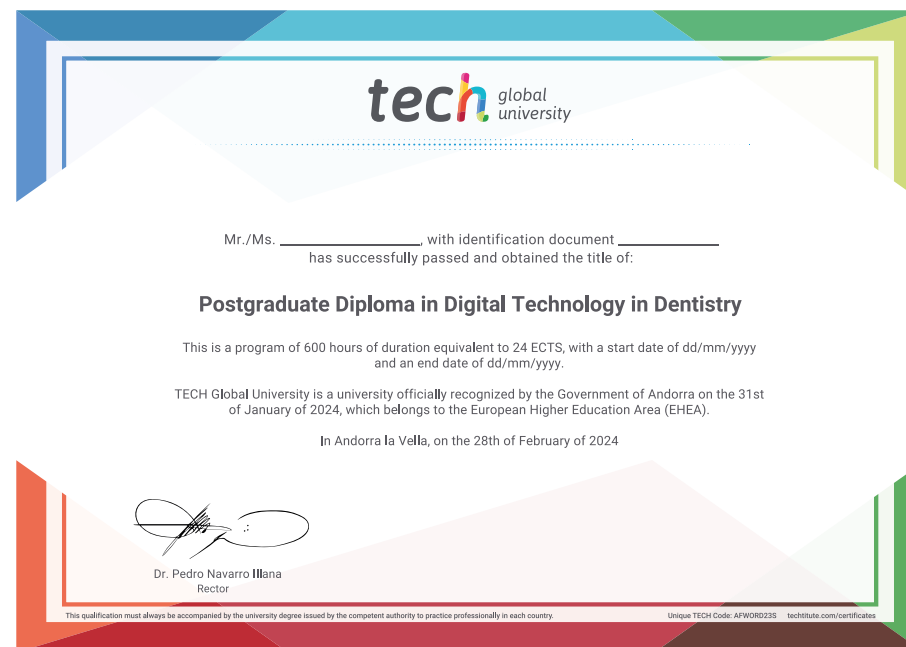 tech global university
Mr./Ms. ____________________, with identification document ______________
has successfully passed and obtained the title of:
Postgraduate Diploma in Digital Technology in Dentistry
This is a program of 600 hours of duration equivalent to 24 ECTS, with a start date of dd/mm/yyyy
and an end date of dd/mm/yyyy.
TECH Global University is a university officially recognized by the Government of Andorra on the 31st
of January of 2024, which belongs to the European Higher Education Area (EHEA).
In Andorra la Vella, on the 28th of February of 2024
Dr. Pedro Navarro Illana
Rector
This qualification must always be accompanied by the university degree issued by the competent authority to practice professionally in each country.
Unique TECH Code: AFWORD23S techtitute.com/certificates